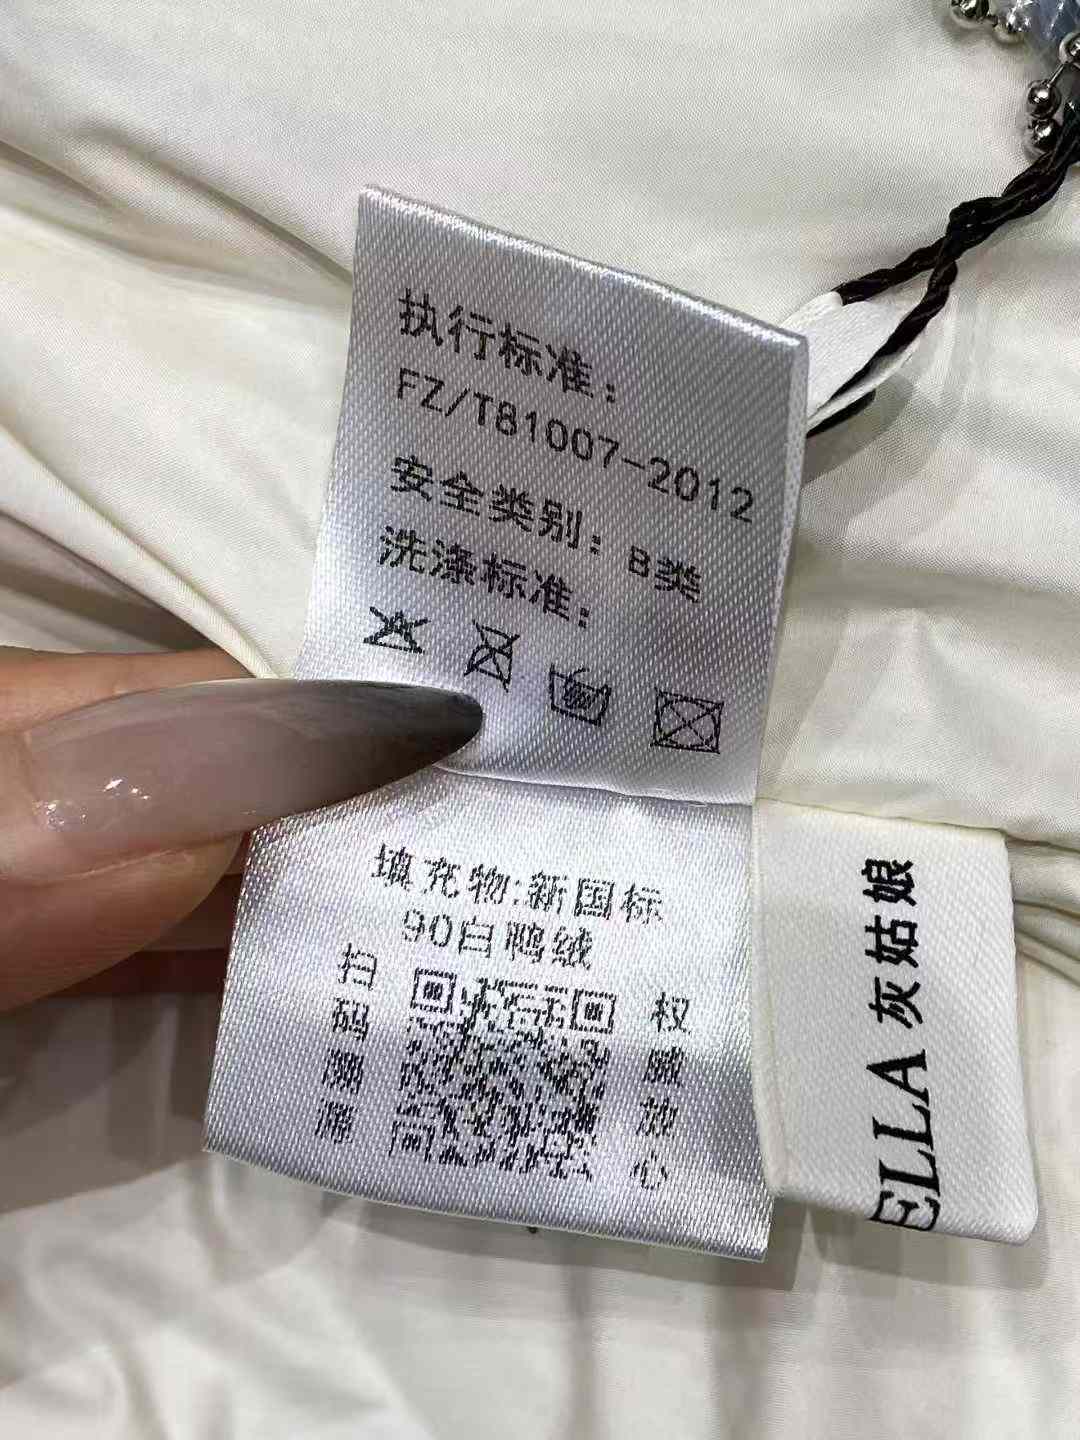 执行标准：
FZ/T81007-2012
安全类别：B类
洗涤标准：
填充物:新国标
90白鸭绒
扫码溯源
权威放心
ELLA 灰姑娘